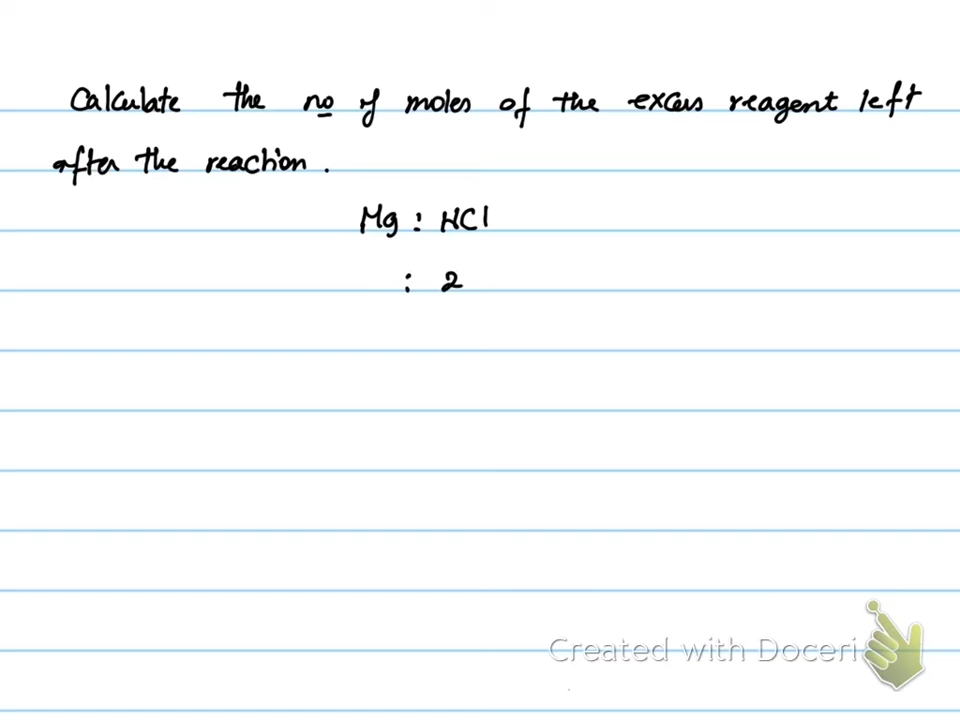 Calculate the no of moles of the excess reagent left
after the reaction.
Mg : HCl
: 2
Created with Doceri